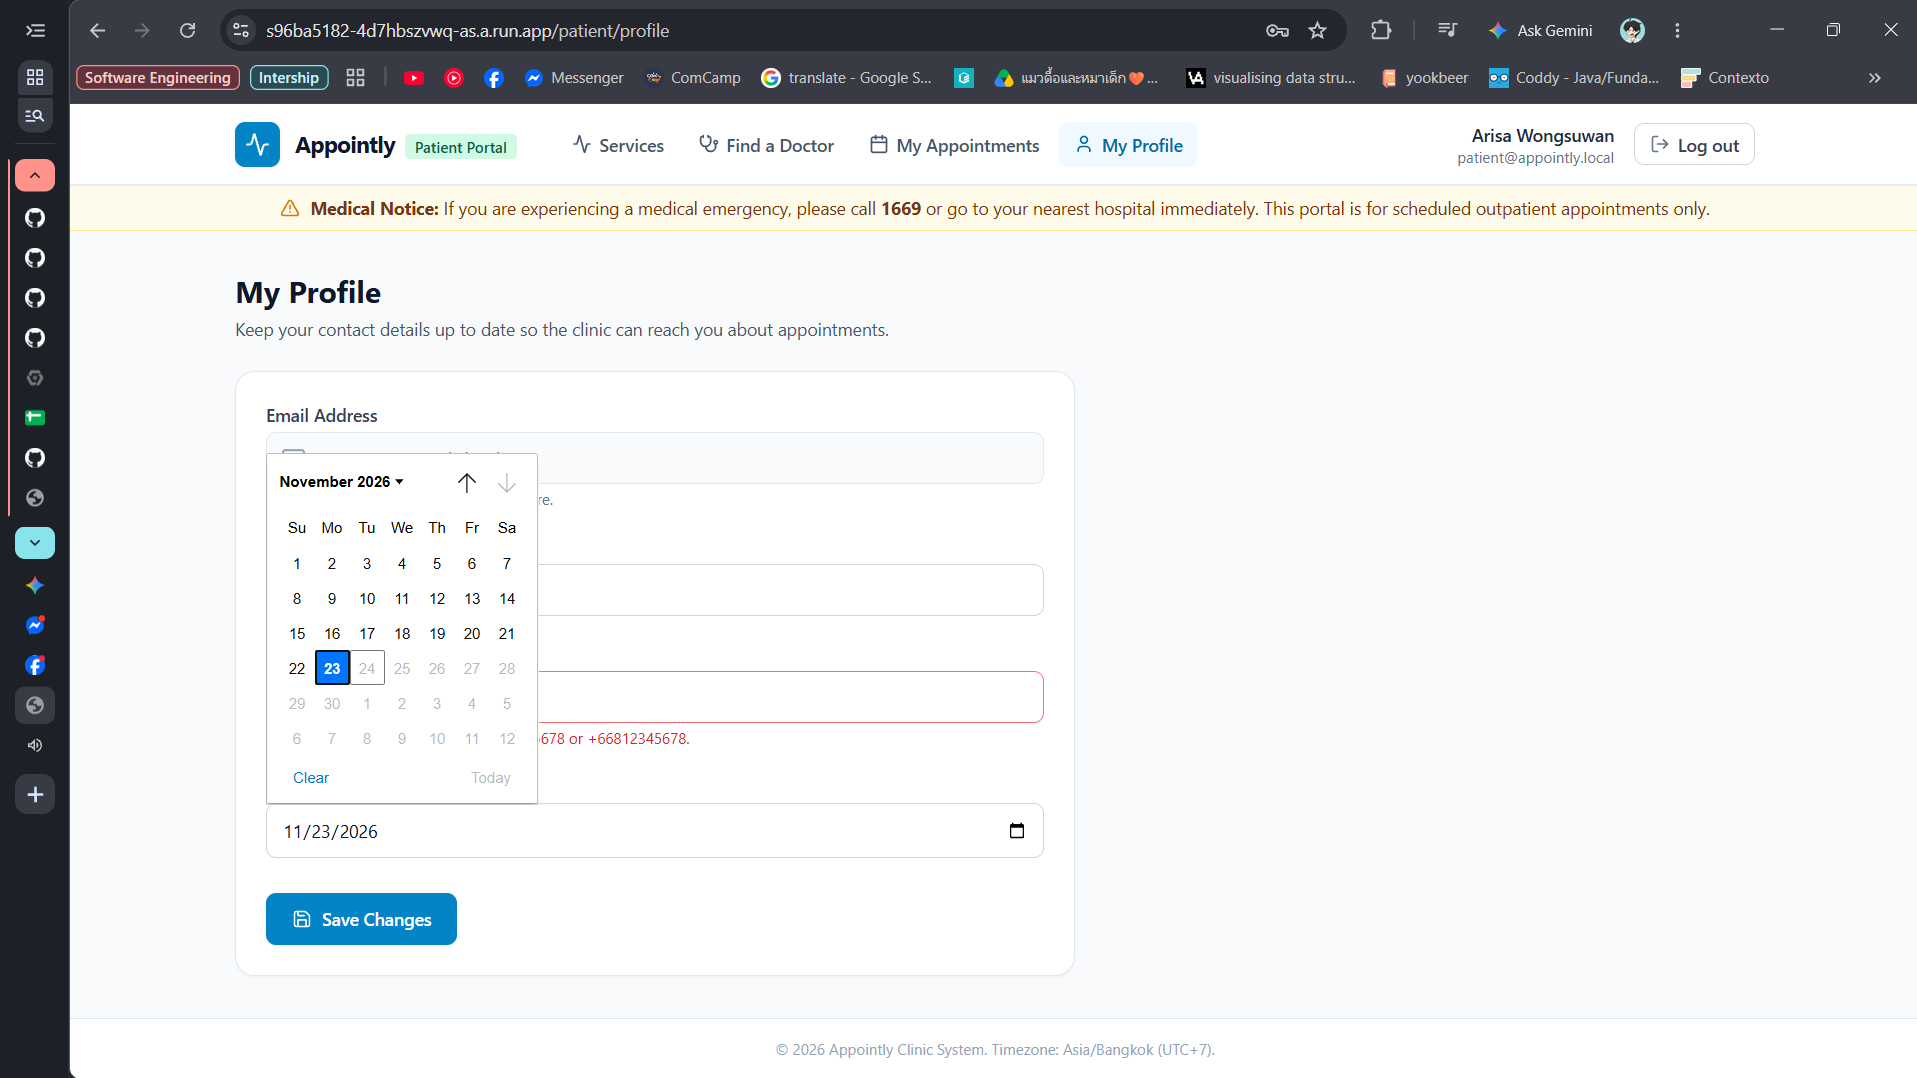 s96ba5182-4d7hbszvwq-as.a.run.app/patient/profile
Ask Gemini
Software Engineering
Intership
Messenger
ComCamp
translate - Google S...
แมวดื้อและหมาเด็ก❤️...
visualising data stru...
yookbeer
Coddy - Java/Funda...
Contexto
Appointly
Patient Portal
Services
Find a Doctor
My Appointments
My Profile
Arisa Wongsuwan
patient@appointly.local
Log out
Medical Notice: If you are experiencing a medical emergency, please call 1669 or go to your nearest hospital immediately. This portal is for scheduled outpatient appointments only.
My Profile
Keep your contact details up to date so the clinic can reach you about appointments.
Email Address
re.
November 2026
Su Mo Tu We Th Fr Sa
1 2 3 4 5 6 7
8 9 10 11 12 13 14
15 16 17 18 19 20 21
22 23 24 25 26 27 28
29 30 1 2 3 4 5
6 7 8 9 10 11 12
678 or +66812345678.
Clear
Today
11/23/2026
Save Changes
© 2026 Appointly Clinic System. Timezone: Asia/Bangkok (UTC+7).